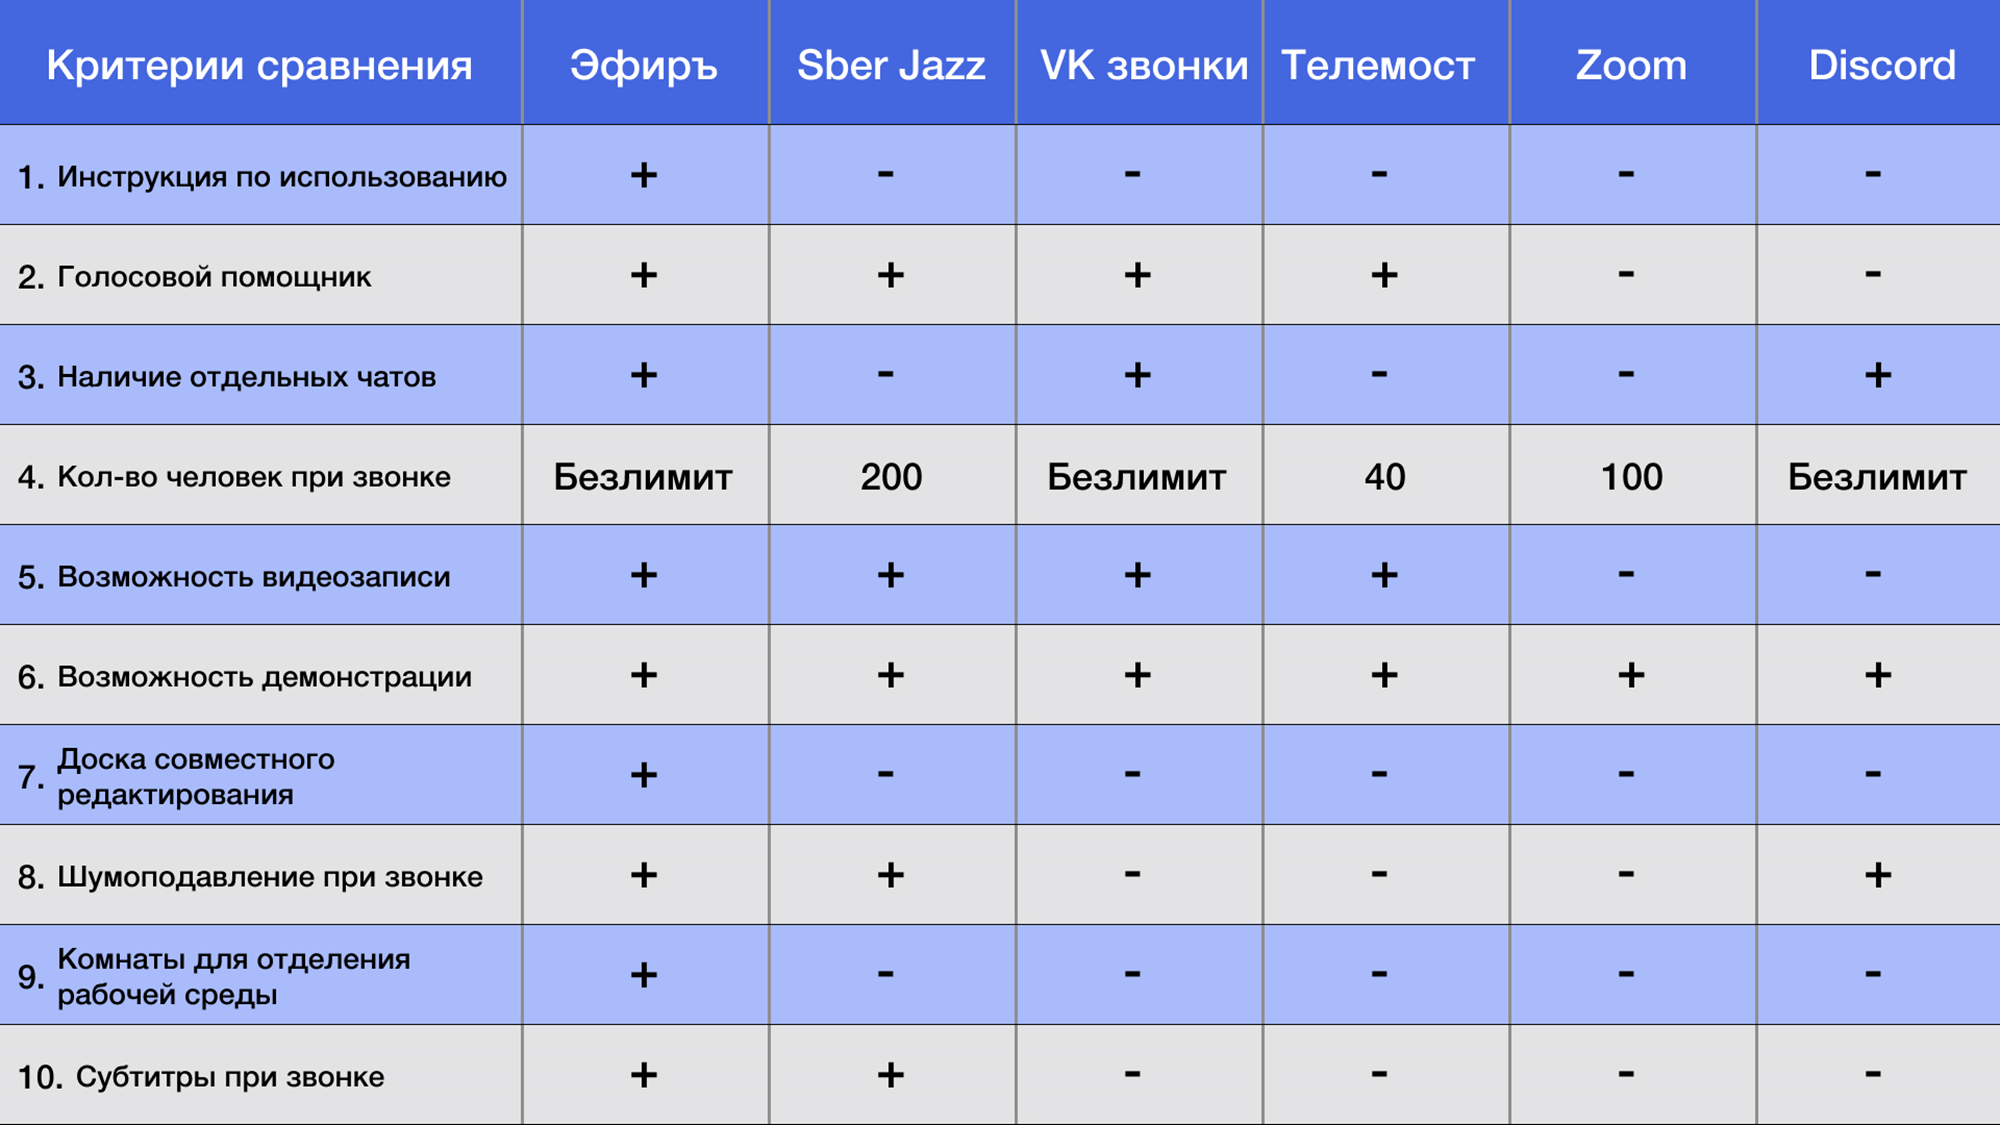 Критерии сравнения Эфиръ Sber Jazz VK звонки Телемост Zoom Discord
1. Инструкция по использованию + - - - - -
2. Голосовой помощник + + + + - -
3. Наличие отдельных чатов + - + - - +
4. Кол-во человек при звонке Безлимит 200 Безлимит 40 100 Безлимит
5. Возможность видеозаписи + + + + - -
6. Возможность демонстрации + + + + + +
7. Доска совместного
редактирования + - - - - -
8. Шумоподавление при звонке + + - - - +
9. Комнаты для отделения
рабочей среды + - - - - -
10. Субтитры при звонке + + - - - -